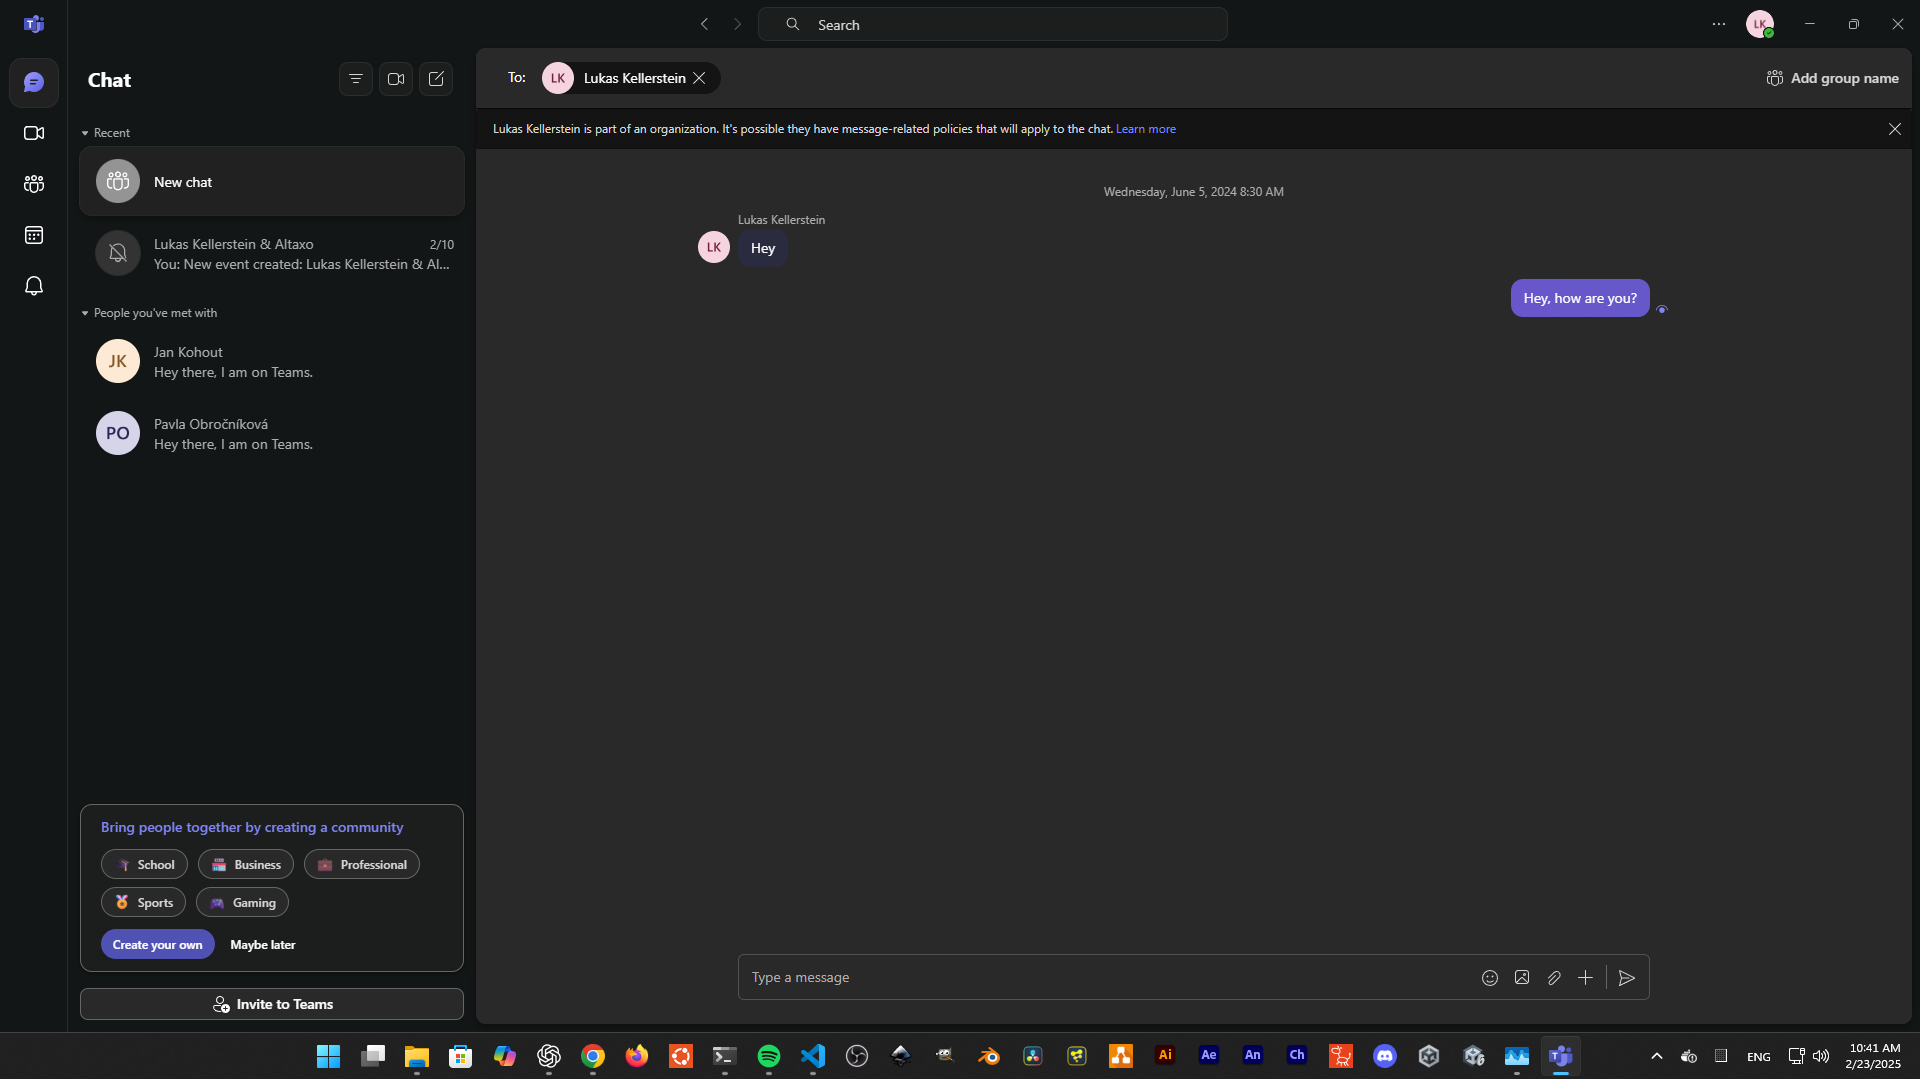 Search
LK
Chat
To:
LK
Lukas Kellerstein
Add group name
Lukas Kellerstein is part of an organization. It's possible they have message-related policies that will apply to the chat. Learn more
Recent
New chat
Lukas Kellerstein & Altaxo
2/10
You: New event created: Lukas Kellerstein & Al...
People you've met with
JK
Jan Kohout
Hey there, I am on Teams.
PO
Pavla Obročníková
Hey there, I am on Teams.
Wednesday, June 5, 2024 8:30 AM
Lukas Kellerstein
LK
Hey
Hey, how are you?
Bring people together by creating a community
School
Business
Professional
Sports
Gaming
Create your own
Maybe later
Invite to Teams
Type a message
Ai
Ae
An
Ch
ENG
10:41 AM
2/23/2025